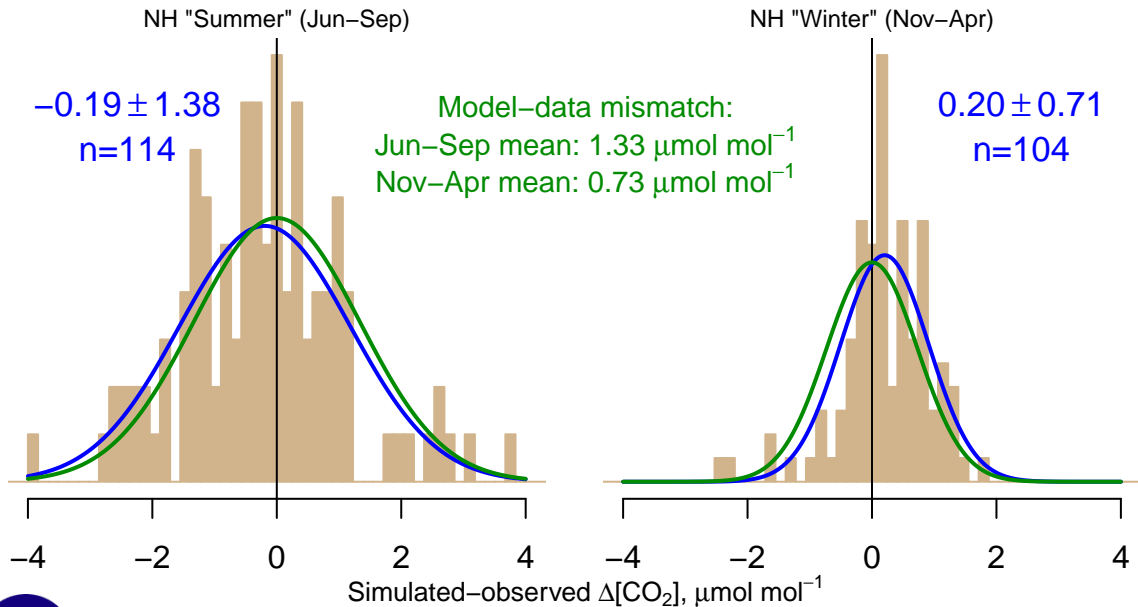 NH "Summer" (Jun−Sep)
NH "Winter" (Nov−Apr)
−0.19 ± 1.38
n=114
Model−data mismatch:
Jun−Sep mean: 1.33 μmol mol⁻¹
Nov−Apr mean: 0.73 μmol mol⁻¹
0.20 ± 0.71
n=104
−4 −2 0 2 4
−4 −2 0 2 4
Simulated−observed Δ[CO₂], μmol mol⁻¹